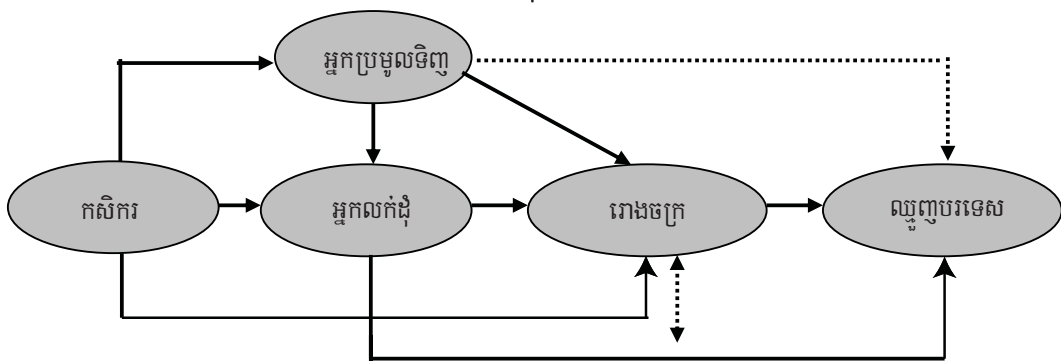 អ្នកប្រមូលទិញ
កសិករ
អ្នកលក់ដុំ
រោងចក្រ
ឈ្មួញបរទេស